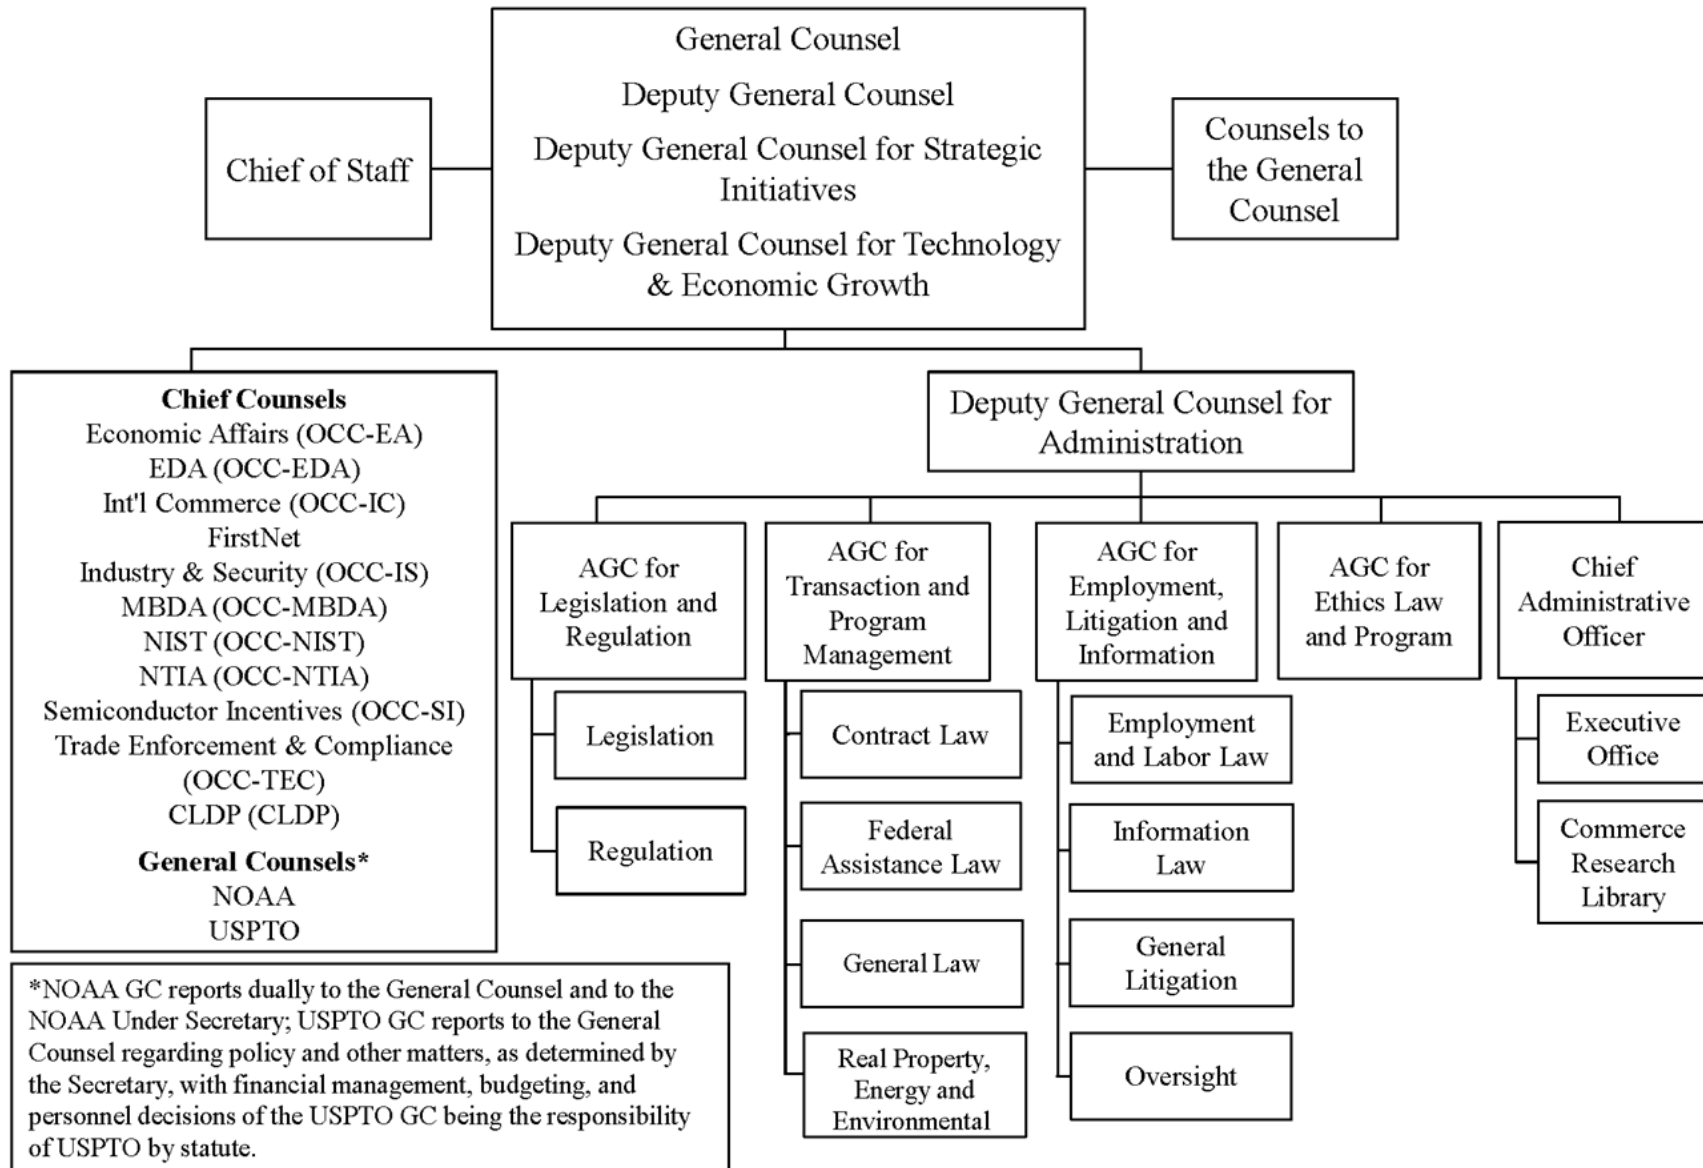 General Counsel
Deputy General Counsel
Deputy General Counsel for Strategic
Initiatives
Deputy General Counsel for Technology
& Economic Growth
Chief of Staff
Counsels to
the General
Counsel
Chief Counsels
Economic Affairs (OCC-EA)
EDA (OCC-EDA)
Int'l Commerce (OCC-IC)
FirstNet
Industry & Security (OCC-IS)
MBDA (OCC-MBDA)
NIST (OCC-NIST)
NTIA (OCC-NTIA)
Semiconductor Incentives (OCC-SI)
Trade Enforcement & Compliance
(OCC-TEC)
CLDP (CLDP)
General Counsels*
NOAA
USPTO
*NOAA GC reports dually to the General Counsel and to the
NOAA Under Secretary; USPTO GC reports to the General
Counsel regarding policy and other matters, as determined by
the Secretary, with financial management, budgeting, and
personnel decisions of the USPTO GC being the responsibility
of USPTO by statute.
Deputy General Counsel for
Administration
AGC for
Legislation and
Regulation
Legislation
Regulation
AGC for
Transaction and
Program
Management
Contract Law
Federal
Assistance Law
General Law
Real Property,
Energy and
Environmental
AGC for
Employment,
Litigation and
Information
Employment
and Labor Law
Information
Law
General
Litigation
Oversight
AGC for
Ethics Law
and Program
Chief
Administrative
Officer
Executive
Office
Commerce
Research
Library